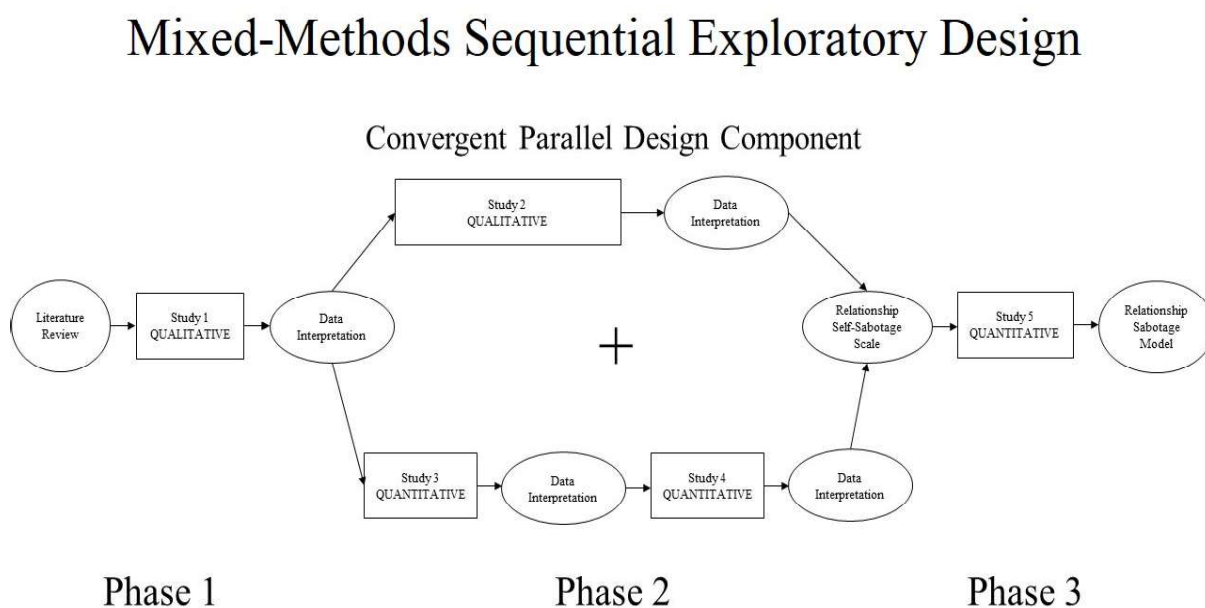 Mixed-Methods Sequential Exploratory Design
Convergent Parallel Design Component
Study 2
QUALITATIVE
Data
Interpretation
Literature
Review
Study 1
QUALITATIVE
Data
Interpretation
+
Relationship
Self-Sabotage
Scale
Study 5
QUANTITATIVE
Relationship
Sabotage
Model
Study 3
QUANTITATIVE
Data
Interpretation
Study 4
QUANTITATIVE
Data
Interpretation
Phase 1
Phase 2
Phase 3